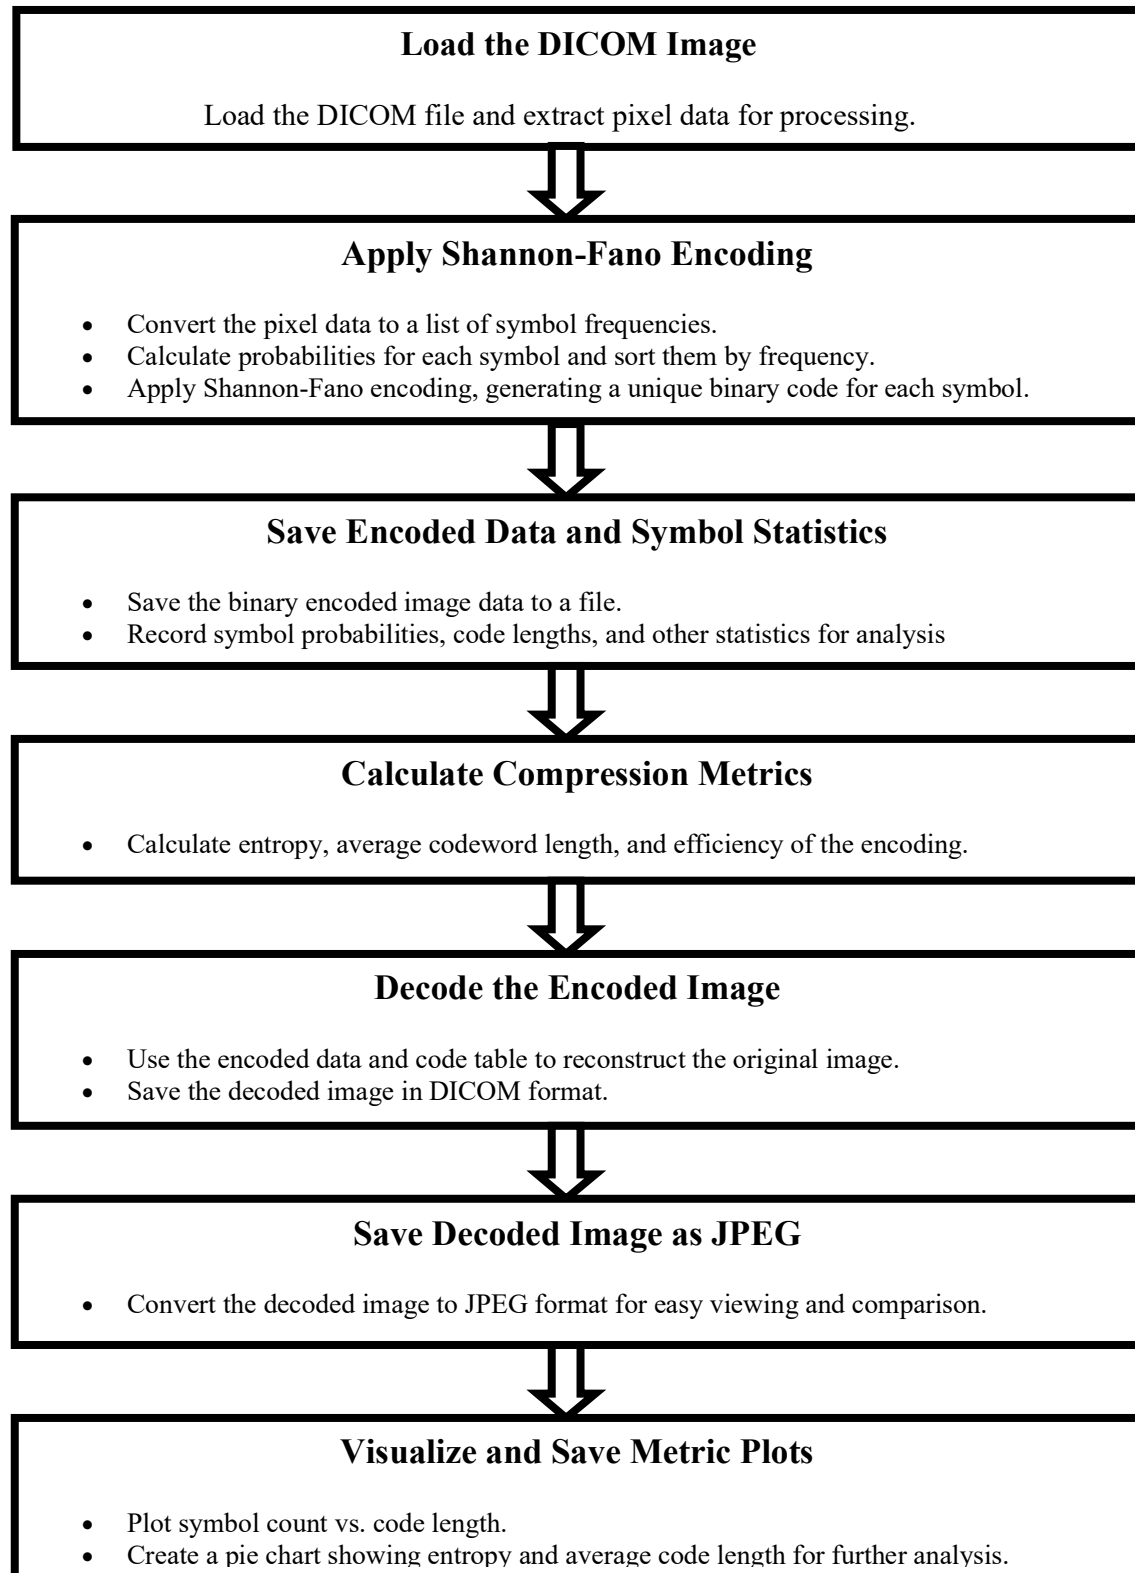 Load the DICOM Image
Load the DICOM file and extract pixel data for processing.
Apply Shannon-Fano Encoding
• Convert the pixel data to a list of symbol frequencies.
• Calculate probabilities for each symbol and sort them by frequency.
• Apply Shannon-Fano encoding, generating a unique binary code for each symbol.
Save Encoded Data and Symbol Statistics
• Save the binary encoded image data to a file.
• Record symbol probabilities, code lengths, and other statistics for analysis
Calculate Compression Metrics
• Calculate entropy, average codeword length, and efficiency of the encoding.
Decode the Encoded Image
• Use the encoded data and code table to reconstruct the original image.
• Save the decoded image in DICOM format.
Save Decoded Image as JPEG
• Convert the decoded image to JPEG format for easy viewing and comparison.
Visualize and Save Metric Plots
• Plot symbol count vs. code length.
• Create a pie chart showing entropy and average code length for further analysis.